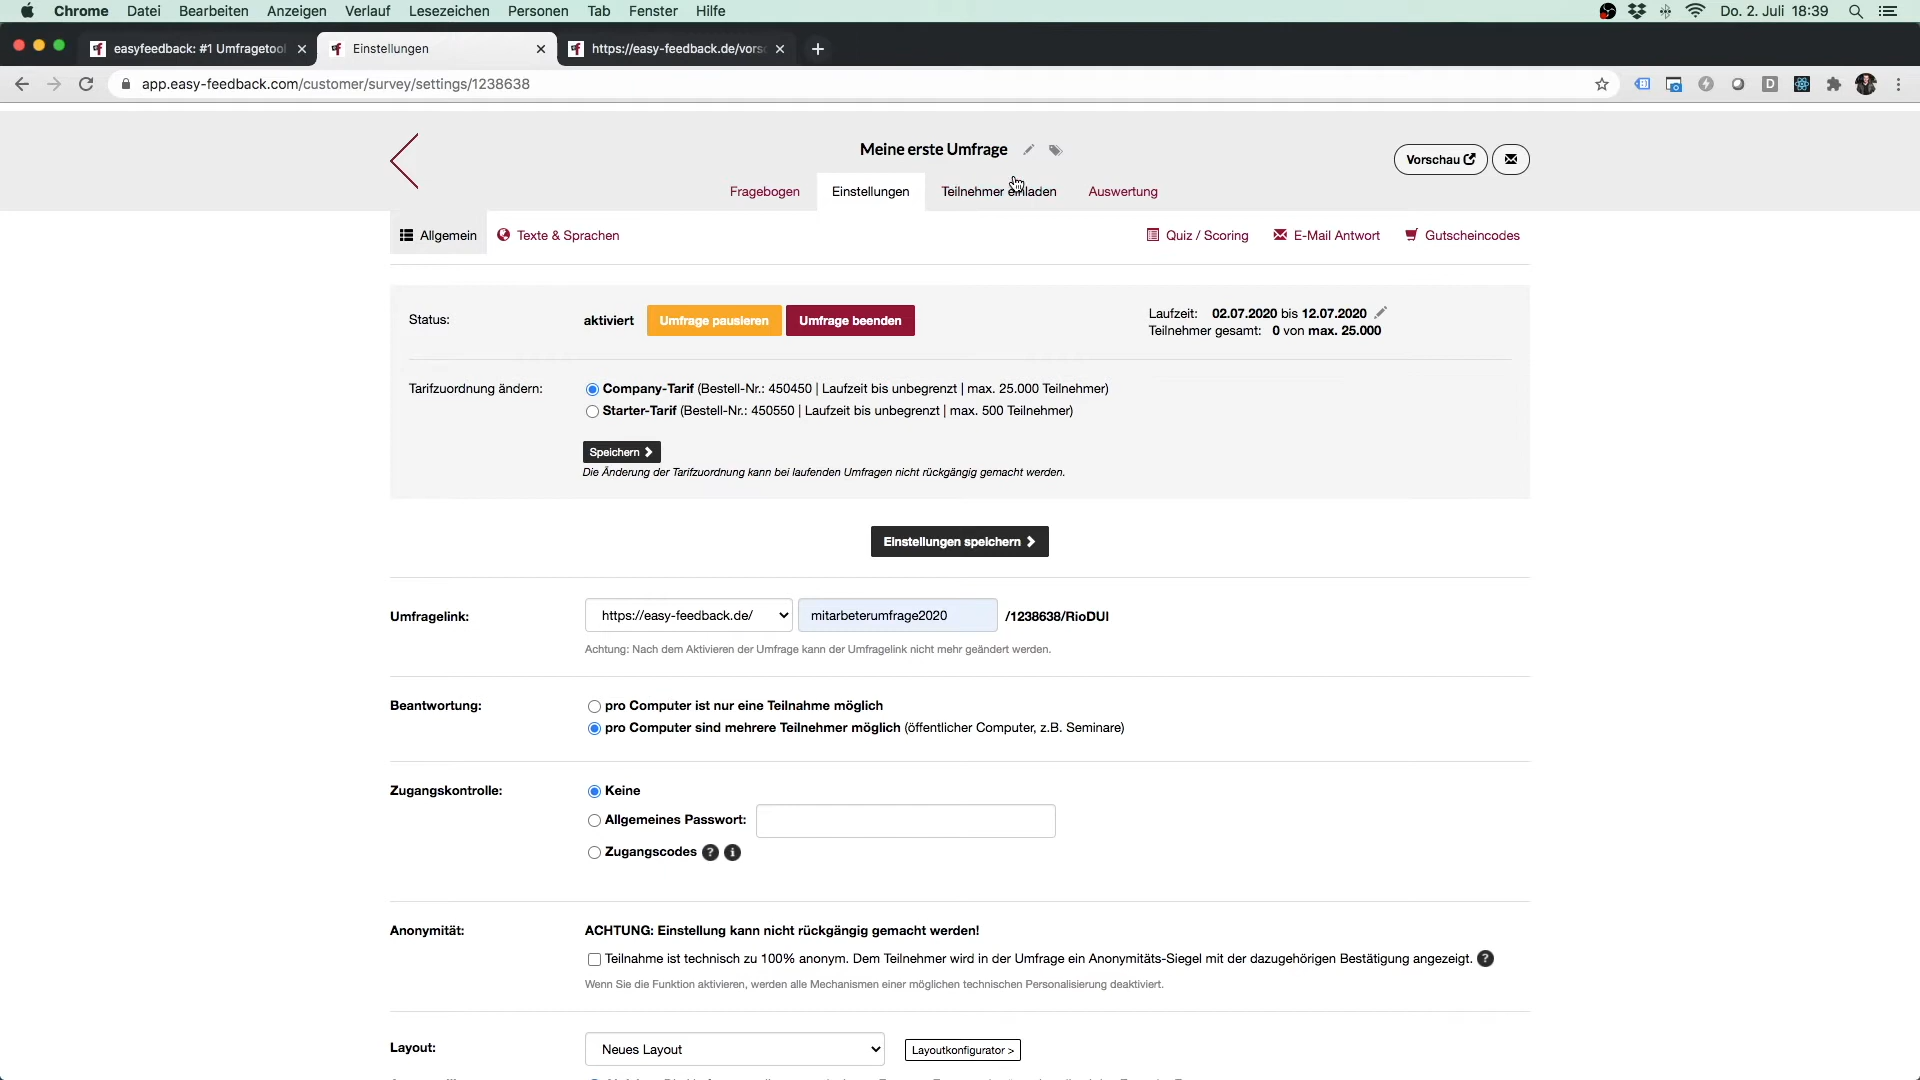 Chrome Datei Bearbeiten Anzeigen Verlauf Lesezeichen Personen Tab Fenster Hilfe Do. 2. Juli 18:39
easyfeedback: #1 Umfragetool Einstellungen https://easy-feedback.de/vors
app.easy-feedback.com/customer/survey/settings/1238638
Meine erste Umfrage
Vorschau
Fragebogen Einstellungen Teilnehmer einladen Auswertung
Allgemein Texte & Sprachen Quiz / Scoring E-Mail Antwort Gutscheincodes
Status: aktiviert Umfrage pausieren Umfrage beenden
Laufzeit: 02.07.2020 bis 12.07.2020
Teilnehmer gesamt: 0 von max. 25.000
Tarifzuordnung ändern: Company-Tarif (Bestell-Nr.: 450450 | Laufzeit bis unbegrenzt | max. 25.000 Teilnehmer)
Starter-Tarif (Bestell-Nr.: 450550 | Laufzeit bis unbegrenzt | max. 500 Teilnehmer)
Speichern
Die Änderung der Tarifzuordnung kann bei laufenden Umfragen nicht rückgängig gemacht werden.
Einstellungen speichern
Umfragelink: https://easy-feedback.de/ mitarbeterumfrage2020 /1238638/RioDUI
Achtung: Nach dem Aktivieren der Umfrage kann der Umfragelink nicht mehr geändert werden.
Beantwortung: pro Computer ist nur eine Teilnahme möglich
pro Computer sind mehrere Teilnehmer möglich (öffentlicher Computer, z.B. Seminare)
Zugangskontrolle: Keine
Allgemeines Passwort:
Zugangscodes ? i
Anonymität: ACHTUNG: Einstellung kann nicht rückgängig gemacht werden!
Teilnahme ist technisch zu 100% anonym. Dem Teilnehmer wird in der Umfrage ein Anonymitäts-Siegel mit der dazugehörigen Bestätigung angezeigt. ?
Wenn Sie die Funktion aktivieren, werden alle Mechanismen einer möglichen technischen Personalisierung deaktiviert.
Layout: Neues Layout Layoutkonfigurator >